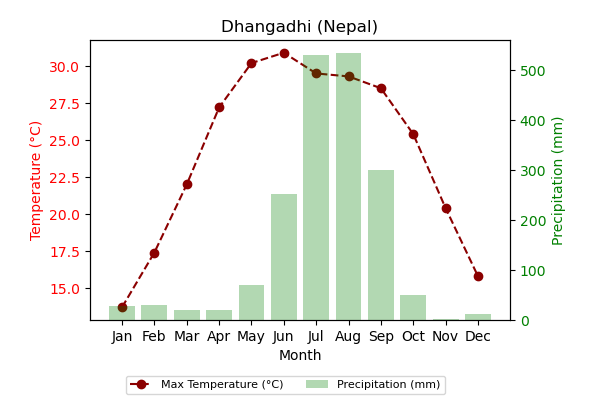 Dhangadhi (Nepal)
Temperature (°C)
30.0
27.5
25.0
22.5
20.0
17.5
15.0
Precipitation (mm)
500
400
300
200
100
0
Jan Feb Mar Apr May Jun Jul Aug Sep Oct Nov Dec
Month
Max Temperature (°C) Precipitation (mm)